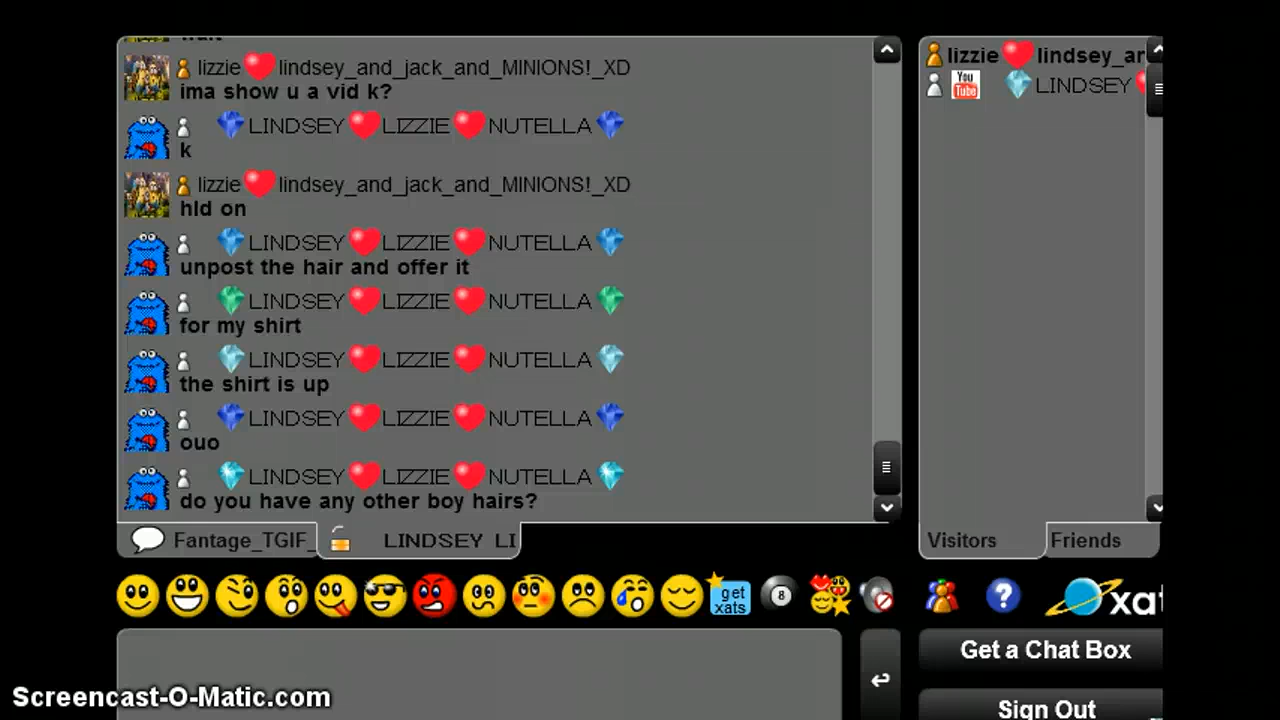 lizzie lindsey_and_jack_and_MINIONS!_XD
ima show u a vid k?
LINDSEY LIZZIE NUTELLA
k
lizzie lindsey_and_jack_and_MINIONS!_XD
hld on
LINDSEY LIZZIE NUTELLA
unpost the hair and offer it
LINDSEY LIZZIE NUTELLA
for my shirt
LINDSEY LIZZIE NUTELLA
the shirt is up
LINDSEY LIZZIE NUTELLA
ouo
LINDSEY LIZZIE NUTELLA
do you have any other boy hairs?
Fantage_TGIF_ LINDSEY LI
lizzie lindsey_ar
You Tube LINDSEY
Visitors Friends
get xats 8 ? xat
Get a Chat Box
Sign Out
Screencast-O-Matic.com